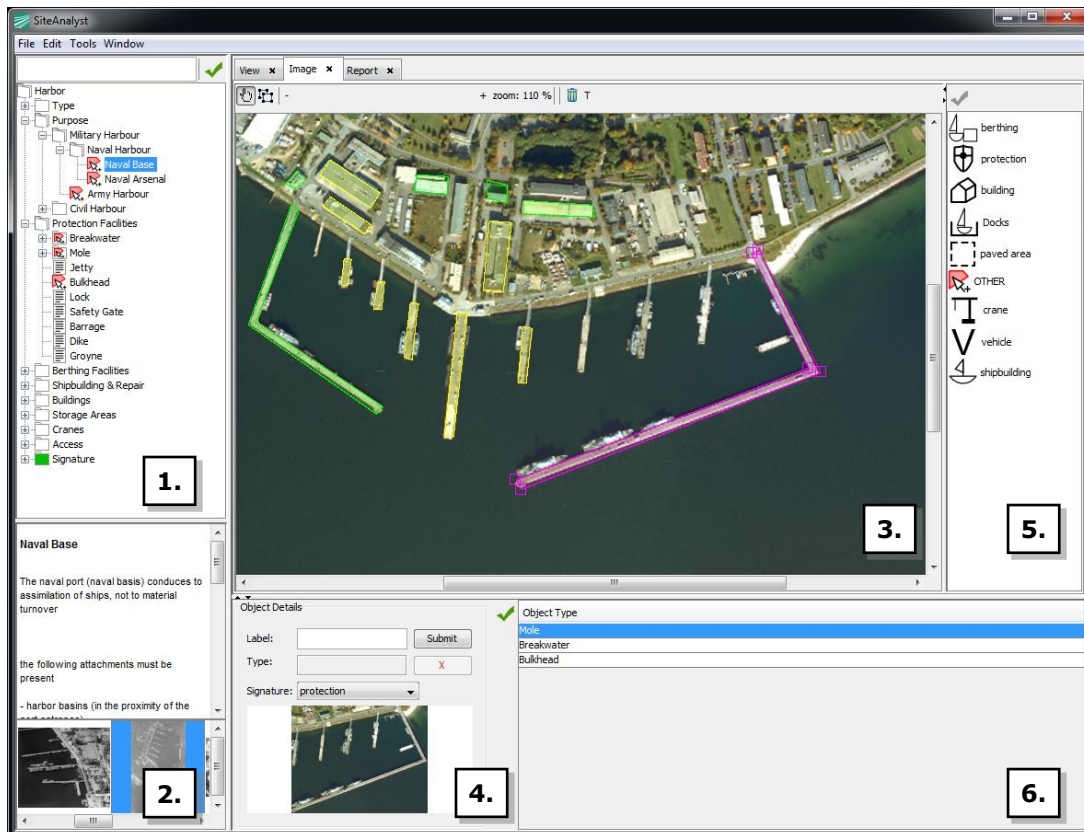 SiteAnalyst
File Edit Tools Window
Harbor
Type
Purpose
Military Harbour
Naval Harbour
Naval Base
Naval Arsenal
Army Harbour
Civil Harbour
Protection Facilities
Breakwater
Mole
Jetty
Bulkhead
Lock
Safety Gate
Barrage
Dike
Groyne
Berthing Facilities
Shipbuilding & Repair
Buildings
Storage Areas
Cranes
Access
Signature
1.
Naval Base
The naval port (naval basis) conduces to
assimilation of ships, not to material
turnover
the following attachments must be
present
- harbor basins (in the proximity of the
2.
View x Image x Report x
- + zoom: 110 % T
3.
berthing
protection
building
Docks
paved area
OTHER
crane
vehicle
shipbuilding
5.
Object Details
Label: Submit
Type: X
Signature: protection
4.
Object Type
Mole
Breakwater
Bulkhead
6.